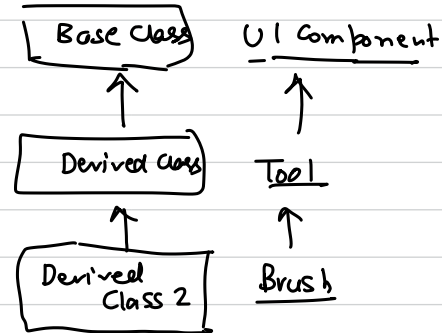 Base Class UI Component
Derived Class Tool
Derived Brush
Class 2